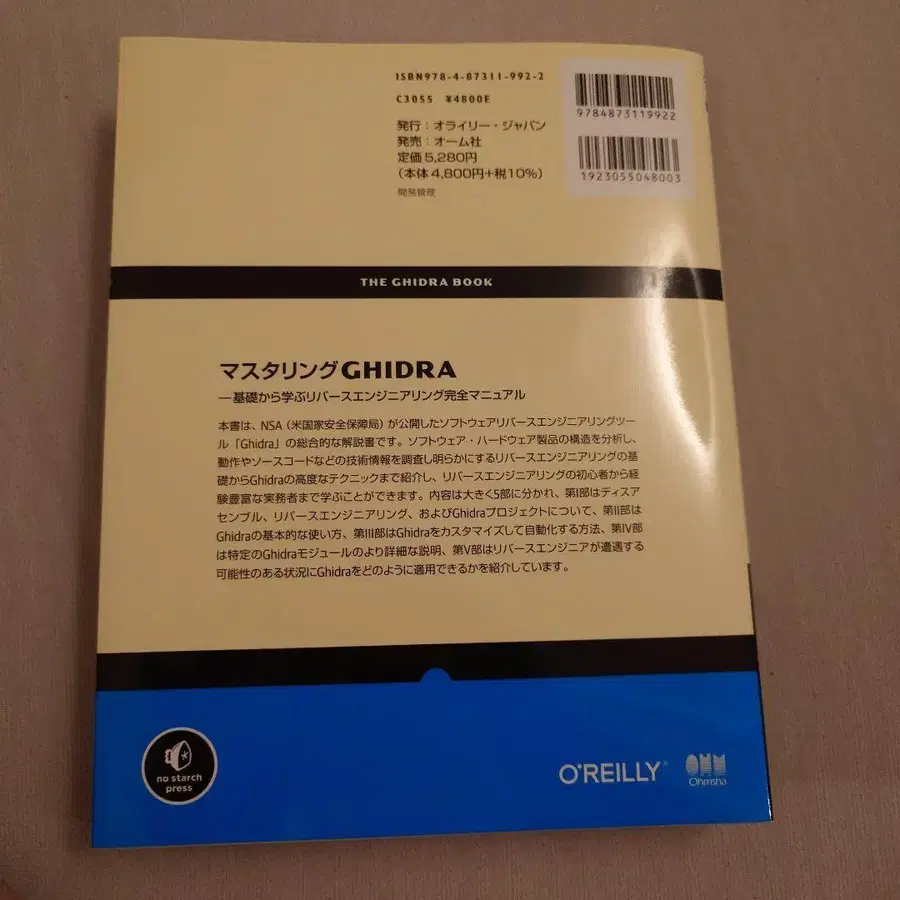 ISBN978-4-87311-992-2
C3055 ¥4800E
発行：オライリー・ジャパン
発売：オーム社
定価5,280円
（本体4,800円+税10%）
開発管理
9784873119922
1923055048003
THE GHIDRA BOOK
マスタリングGHIDRA
―基礎から学ぶリバースエンジニアリング完全マニュアル
本書は、NSA（米国家安全保障局）が公開したソフトウェアリバースエンジニアリングツー
ル「Ghidra」の総合的な解説書です。ソフトウェア・ハードウェア製品の構造を分析し、
動作やソースコードなどの技術情報を調査し明らかにするリバースエンジニアリングの基
礎からGhidraの高度なテクニックまで紹介し、リバースエンジニアリングの初心者から経
験豊富な実務者まで学ぶことができます。内容は大きく5部に分かれ、第I部はディスア
センブル、リバースエンジニアリング、およびGhidraプロジェクトについて、第II部は
Ghidraの基本的な使い方、第III部はGhidraをカスタマイズして自動化する方法、第IV部
は特定のGhidraモジュールのより詳細な説明、第V部はリバースエンジニアが遭遇する
可能性のある状況にGhidraをどのように適用できるかを紹介しています。
no starch
press
O'REILLY®
OHM
Ohmsha